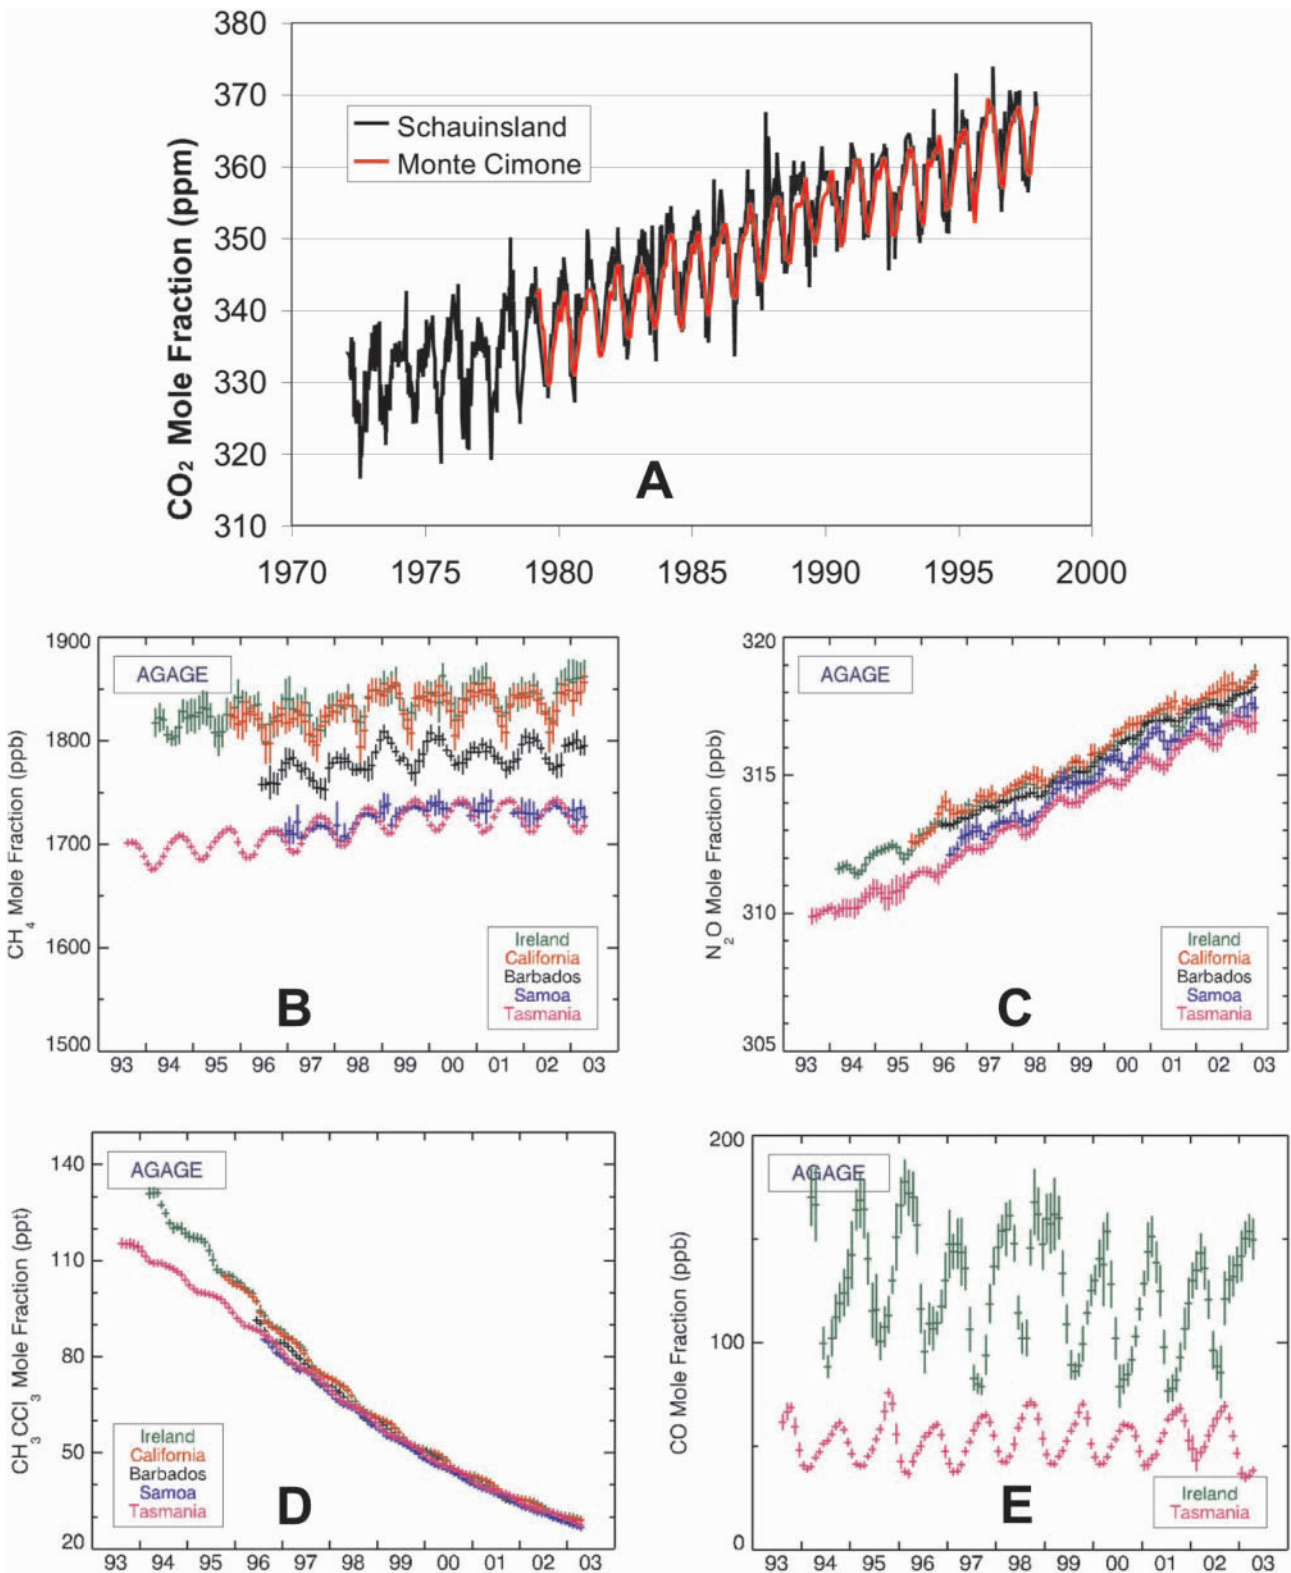 380
370
360
350
340
330
320
310
CO₂ Mole Fraction (ppm)
Schauinsland
Monte Cimone
A
1970 1975 1980 1985 1990 1995 2000
1900
1800
1700
1600
1500
CH₄ Mole Fraction (ppb)
AGAGE
Ireland
California
Barbados
Samoa
Tasmania
B
93 94 95 96 97 98 99 00 01 02 03
320
315
310
305
N₂O Mole Fraction (ppb)
AGAGE
Ireland
California
Barbados
Samoa
Tasmania
C
93 94 95 96 97 98 99 00 01 02 03
140
110
80
50
20
CH₃CCl₃ Mole Fraction (ppt)
AGAGE
Ireland
California
Barbados
Samoa
Tasmania
D
93 94 95 96 97 98 99 00 01 02 03
200
100
0
CO Mole Fraction (ppb)
AGAGE
Ireland
Tasmania
E
93 94 95 96 97 98 99 00 01 02 03